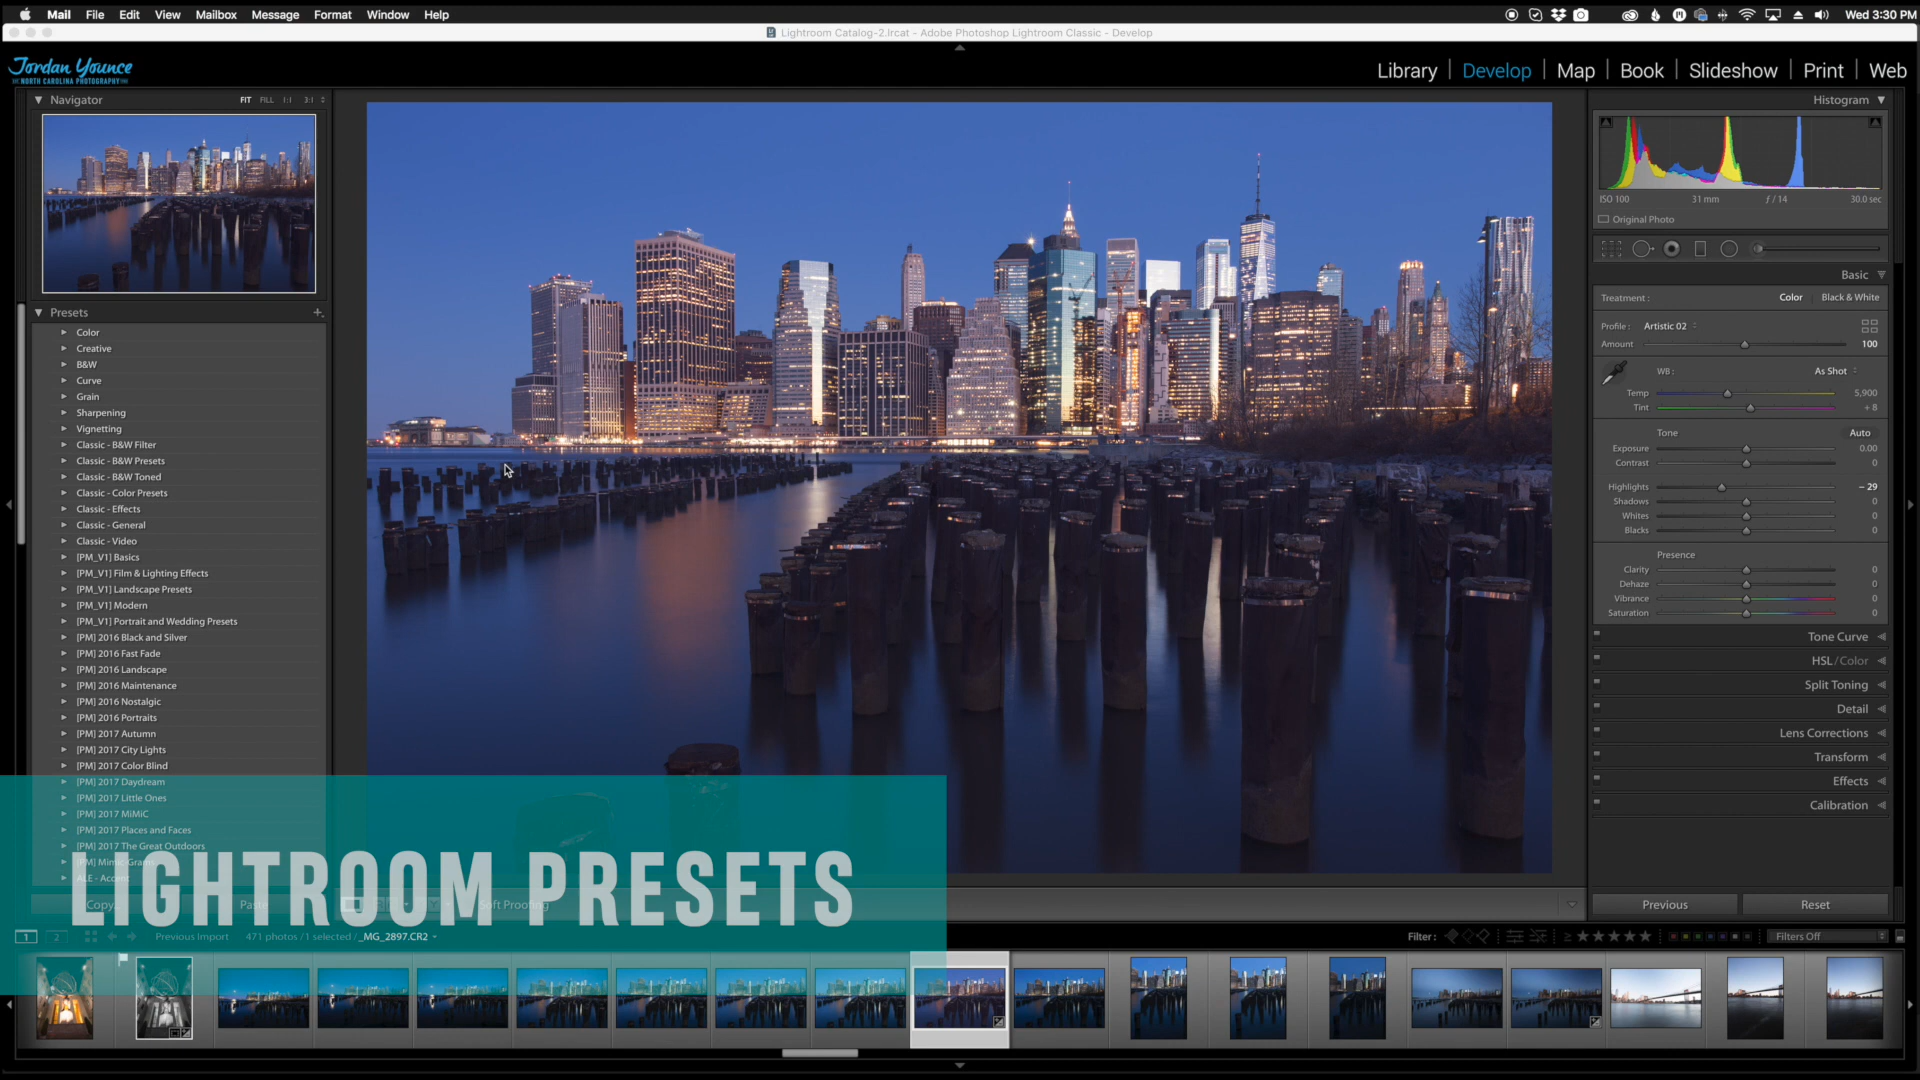 Mail File Edit View Mailbox Message Format Window Help Wed 3:30 PM
Lightroom Catalog-2.lrcat - Adobe Photoshop Lightroom Classic - Develop
Jordan Younce
NORTH CAROLINA PHOTOGRAPHY
Library | Develop | Map | Book | Slideshow | Print | Web
Navigator FIT FILL 1:1 3:1
Presets
Color
Creative
B&W
Curve
Grain
Sharpening
Vignetting
Classic - B&W Filter
Classic - B&W Presets
Classic - B&W Toned
Classic - Color Presets
Classic - Effects
Classic - General
Classic - Video
[PM_V1] Basics
[PM_V1] Film & Lighting Effects
[PM_V1] Landscape Presets
[PM_V1] Modern
[PM_V1] Portrait and Wedding Presets
[PM] 2016 Black and Silver
[PM] 2016 Fast Fade
[PM] 2016 Landscape
[PM] 2016 Maintenance
[PM] 2016 Nostalgic
[PM] 2016 Portraits
[PM] 2017 Autumn
[PM] 2017 City Lights
[PM] 2017 Color Blind
[PM] 2017 Daydream
[PM] 2017 Little Ones
[PM] 2017 MiMiC
[PM] 2017 Places and Faces
[PM] 2017 The Great Outdoors
[PM] Mimic-Grams
ALE - Accent
Copy... Paste Soft Proofing
LIGHTROOM PRESETS
Histogram
ISO 100 31 mm f / 14 30.0 sec
Original Photo
Basic
Treatment : Color | Black & White
Profile : Artistic 02
Amount 100
WB : As Shot
Temp 5,900
Tint + 8
Tone Auto
Exposure 0.00
Contrast 0
Highlights - 29
Shadows 0
Whites 0
Blacks 0
Presence
Clarity 0
Dehaze 0
Vibrance 0
Saturation 0
Tone Curve
HSL / Color
Split Toning
Detail
Lens Corrections
Transform
Effects
Calibration
Previous Reset
1 2 Previous Import 471 photos / 1 selected / _MG_2897.CR2 Filter : Filters Off